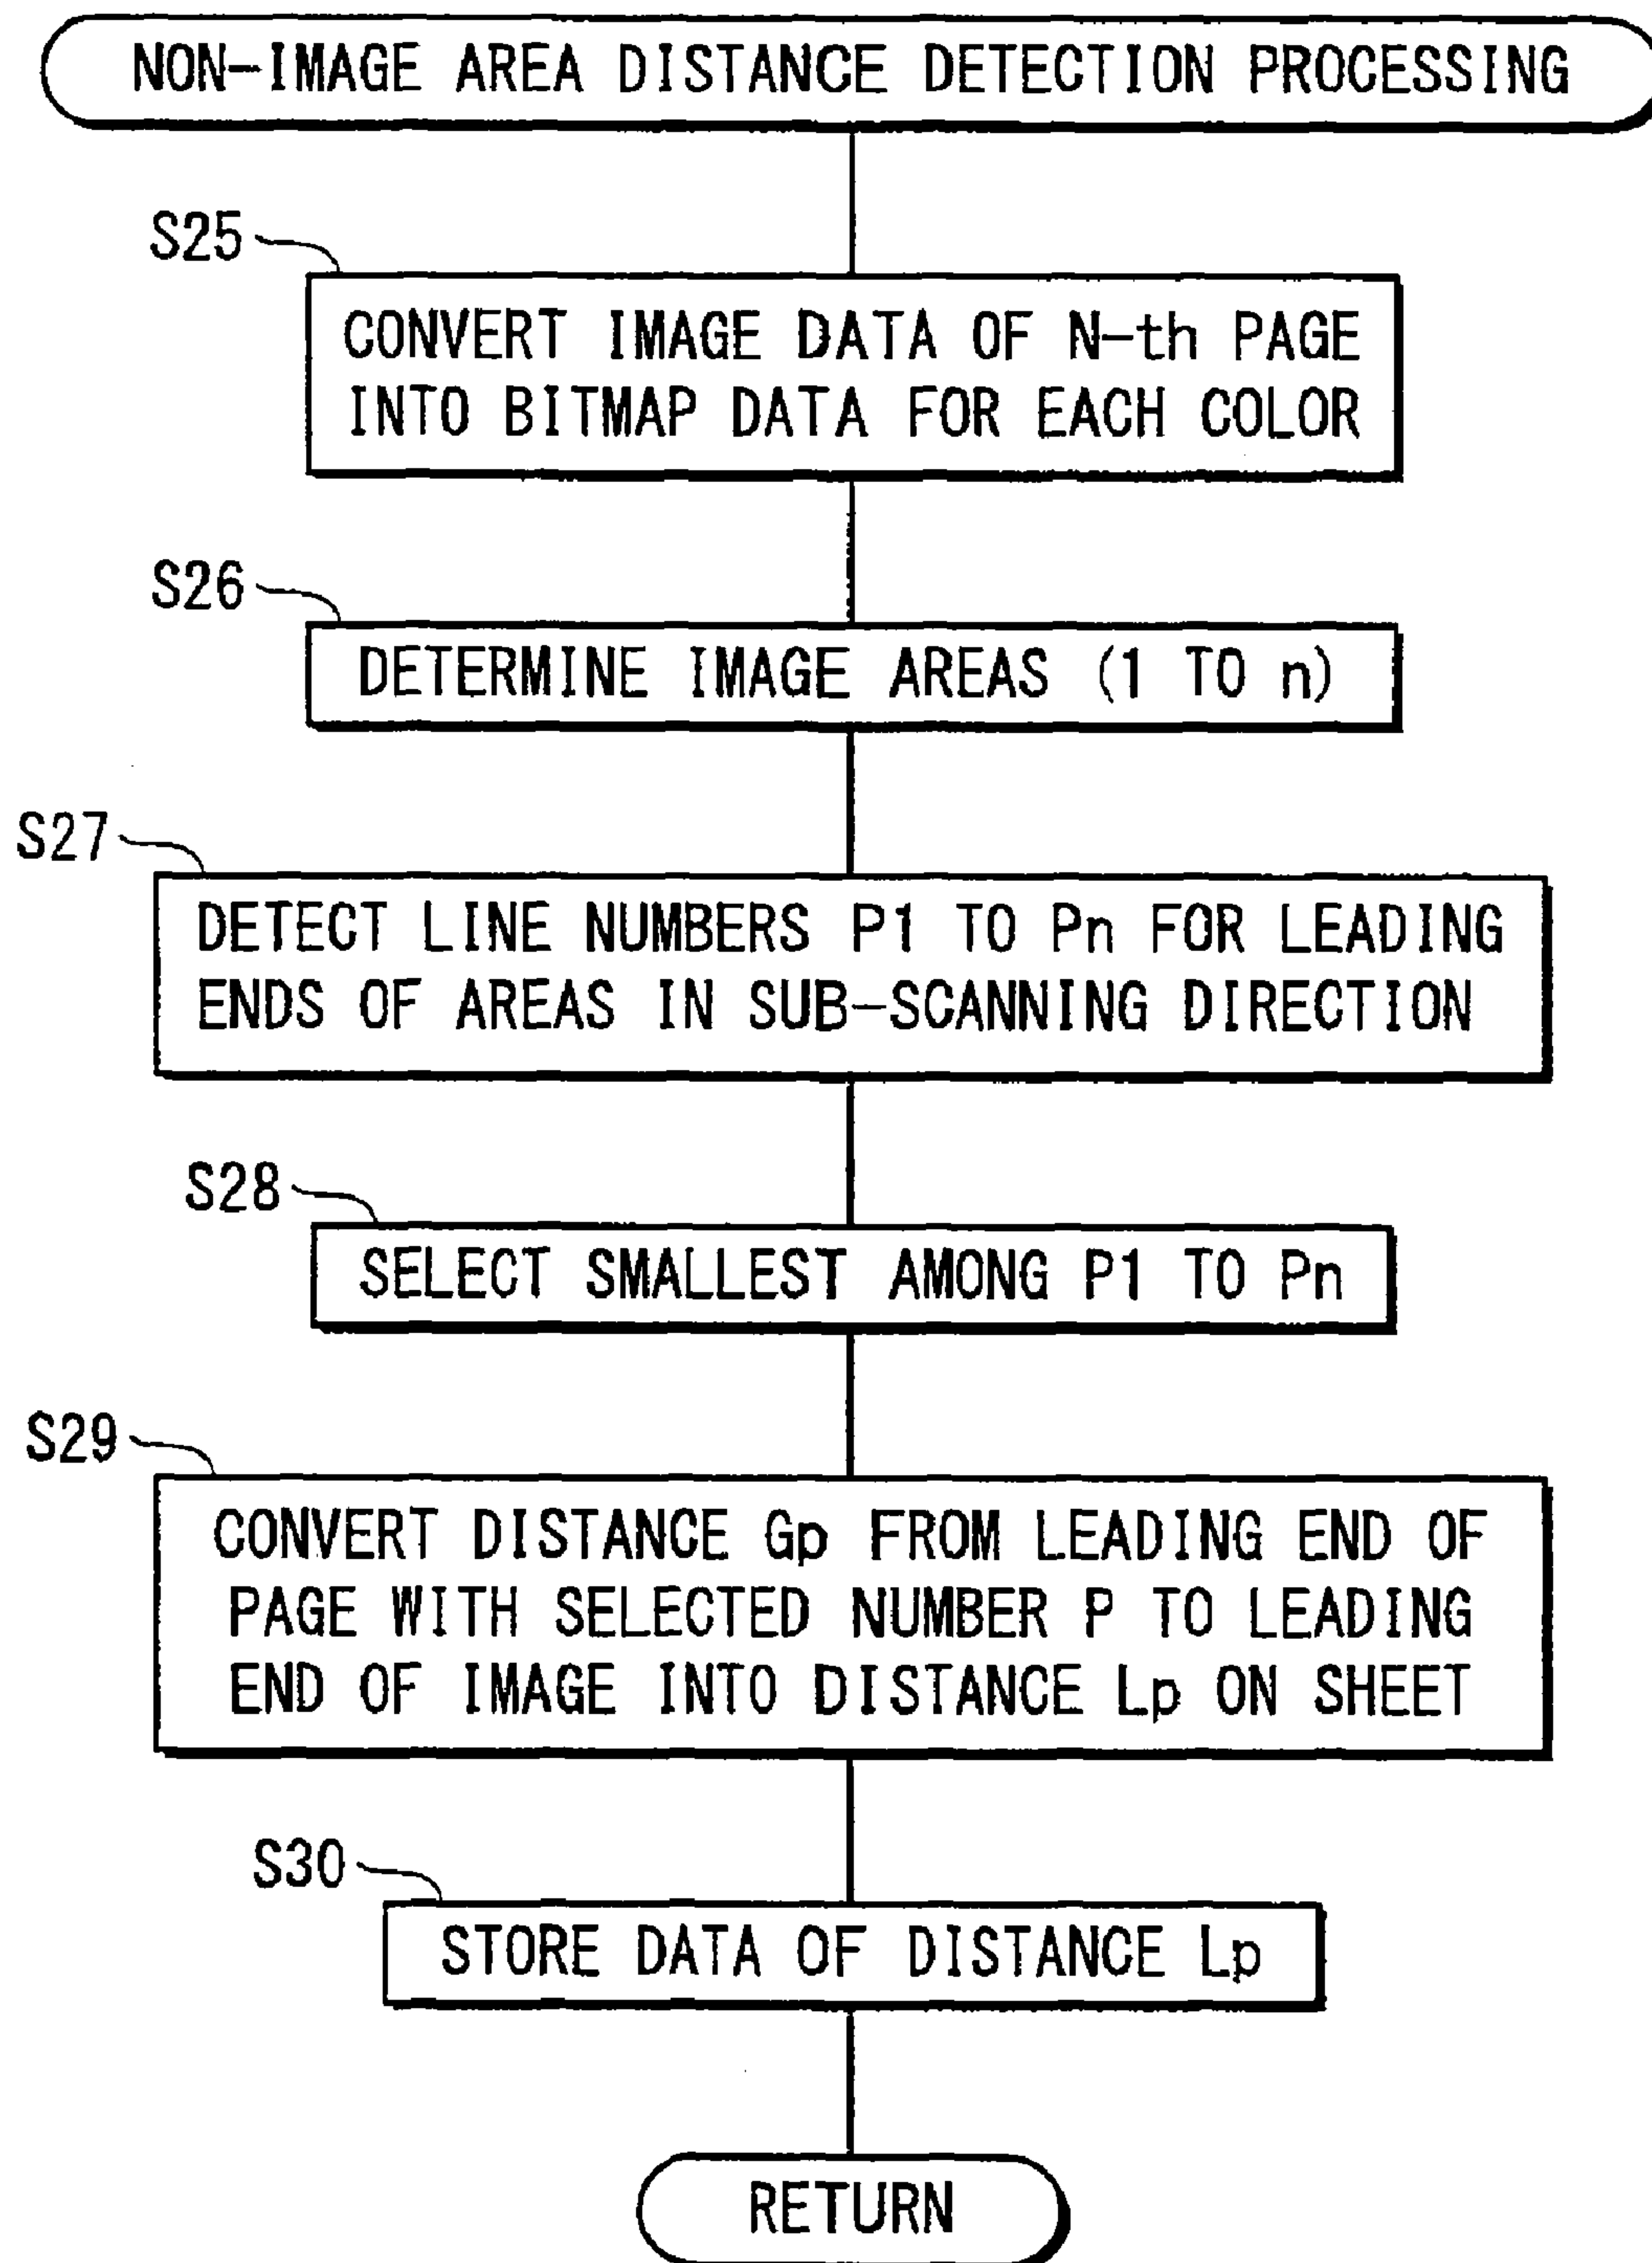 NON-IMAGE AREA DISTANCE DETECTION PROCESSING
S25
CONVERT IMAGE DATA OF N-th PAGE
INTO BITMAP DATA FOR EACH COLOR
S26
DETERMINE IMAGE AREAS (1 TO n)
S27
DETECT LINE NUMBERS P1 TO Pn FOR LEADING
ENDS OF AREAS IN SUB-SCANNING DIRECTION
S28
SELECT SMALLEST AMONG P1 TO Pn
S29
CONVERT DISTANCE Gp FROM LEADING END OF
PAGE WITH SELECTED NUMBER P TO LEADING
END OF IMAGE INTO DISTANCE Lp ON SHEET
S30
STORE DATA OF DISTANCE Lp
RETURN